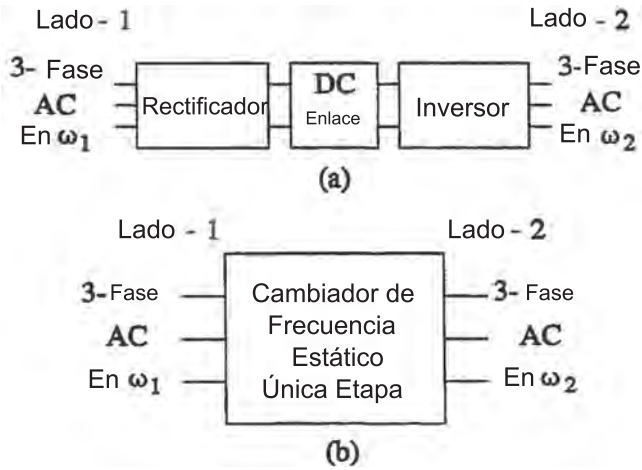 Lado - 1
Lado - 2
3- Fase
AC
En ω1
Rectificador
DC
Enlace
Inversor
3-Fase
AC
En ω2
(a)
Lado - 1
Lado - 2
3-Fase
AC
En ω1
Cambiador de
Frecuencia
Estático
Única Etapa
3- Fase
AC
En ω2
(b)